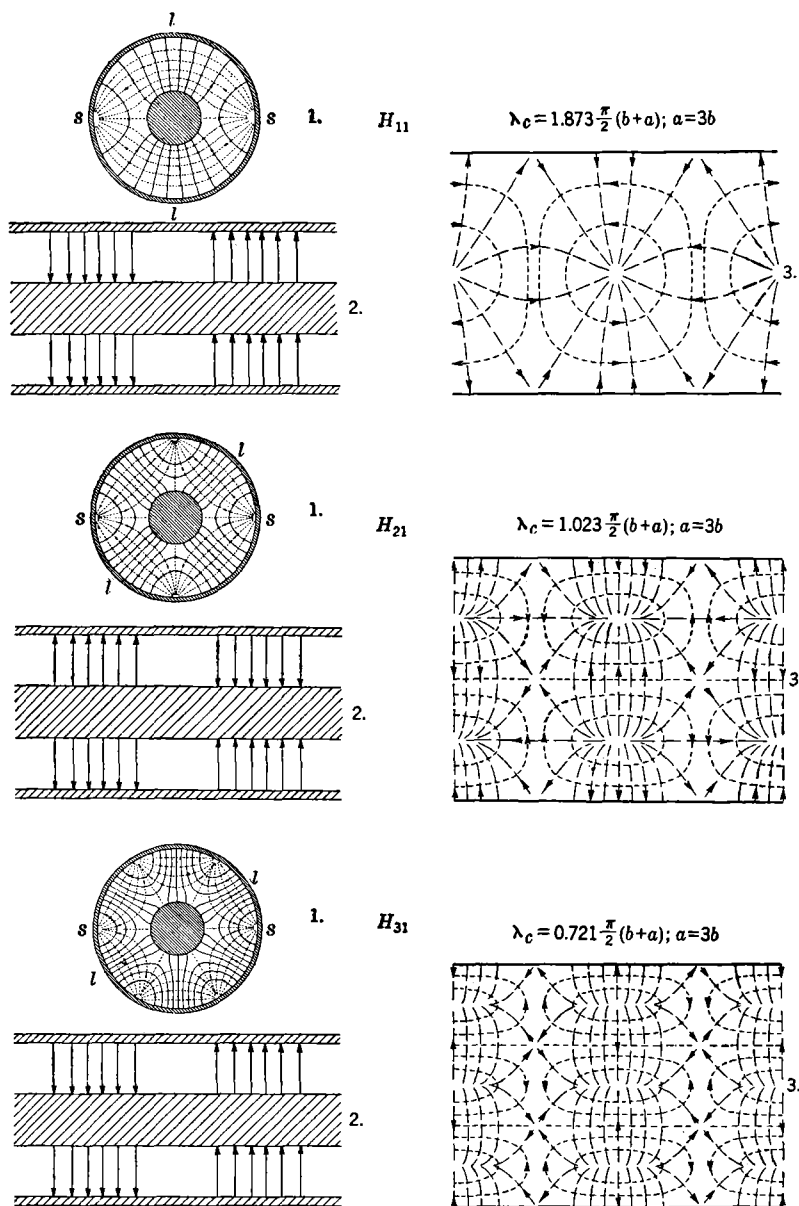 l
s s
l
1. H₁₁ λc = 1.873 π/2 (b+a); a=3b
2.
3.
l
s s
l
1. H₂₁ λc = 1.023 π/2 (b+a); a=3b
2.
3
l
s s
l
1. H₃₁ λc = 0.721 π/2 (b+a); a=3b
2.
3.